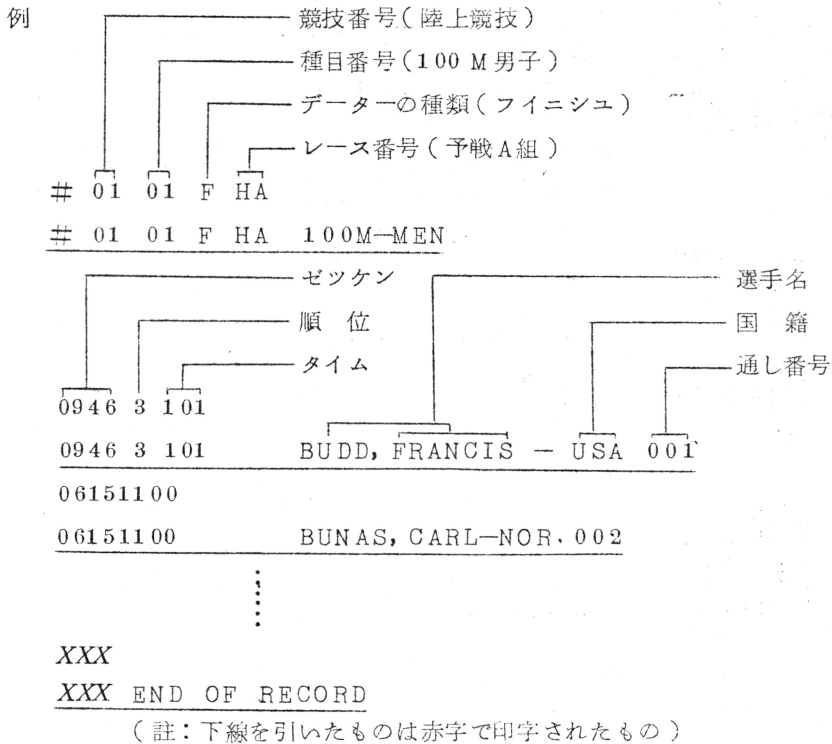 例 競技番号(陸上競技)
種目番号(100 M男子)
データーの種類(フイニシユ)
レース番号(予戦A組)
# 01 01 F HA
# 01 01 F HA 100M—MEN
ゼツケン 選手名
順 位 国 籍
タイム 通し番号
0946 3 101
0946 3 101 BUDD, FRANCIS — USA 001
06151100
06151100 BUNAS, CARL—NOR. 002
XXX
XXX END OF RECORD
(註:下線を引いたものは赤字で印字されたもの)